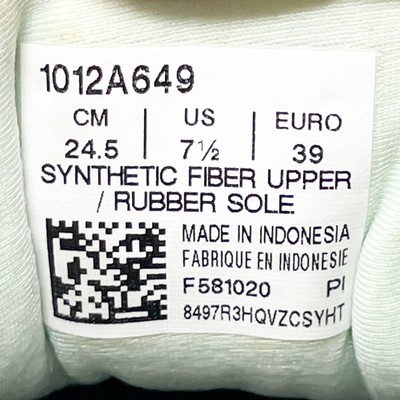 1012A649
CM US EURO
24.5 7½ 39
SYNTHETIC FIBER UPPER
/ RUBBER SOLE
MADE IN INDONESIA
FABRIQUE EN INDONESIE
F581020 PI
8497R3HQVZCSYHT